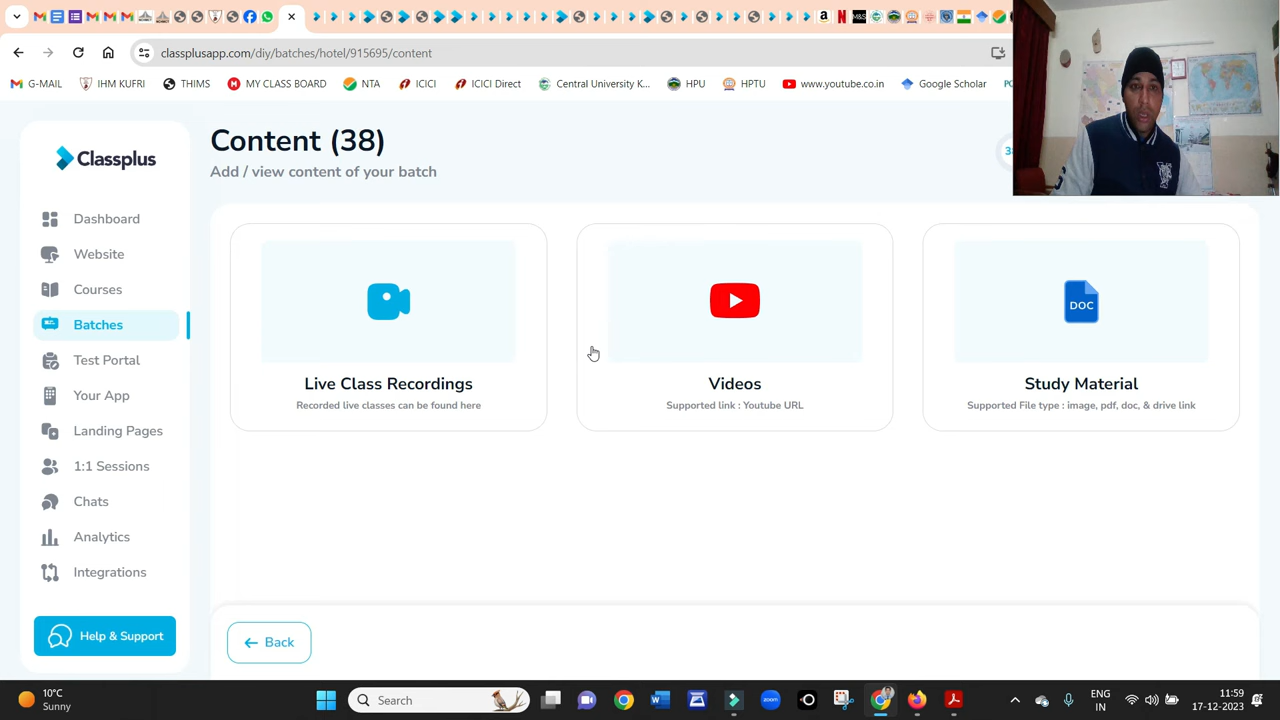 classplusapp.com/diy/batches/hotel/915695/content
G-MAIL
IHM KUFRI
THIMS
MY CLASS BOARD
NTA
ICICI
ICICI Direct
Central University K...
HPU
HPTU
www.youtube.co.in
Google Scholar
Classplus
Dashboard
Website
Courses
Batches
Test Portal
Your App
Landing Pages
1:1 Sessions
Chats
Analytics
Integrations
Help & Support
Content (38)
Add / view content of your batch
Live Class Recordings
Recorded live classes can be found here
Videos
Supported link : Youtube URL
DOC
Study Material
Supported File type : image, pdf, doc, & drive link
Back
10°C
Sunny
Search
ENG
IN
11:59
17-12-2023